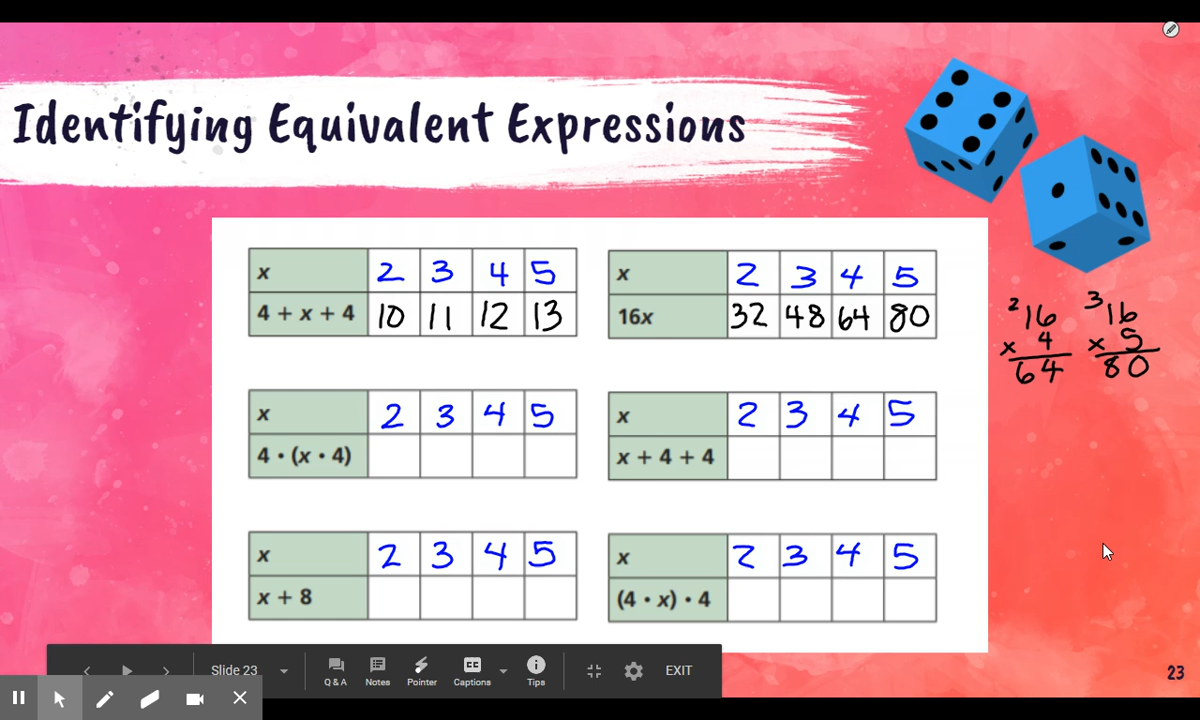 Identifying Equivalent Expressions
x 2 3 4 5
4 + x + 4 10 11 12 13
x 2 3 4 5
16x 32 48 64 80
2 16
x 4
64
3 16
x 5
80
x 2 3 4 5
4 • (x • 4)
x 2 3 4 5
x + 4 + 4
x 2 3 4 5
x + 8
x 2 3 4 5
(4 • x) • 4
Slide 23
Q & A
Notes
Pointer
CC
Captions
Tips
EXIT
23